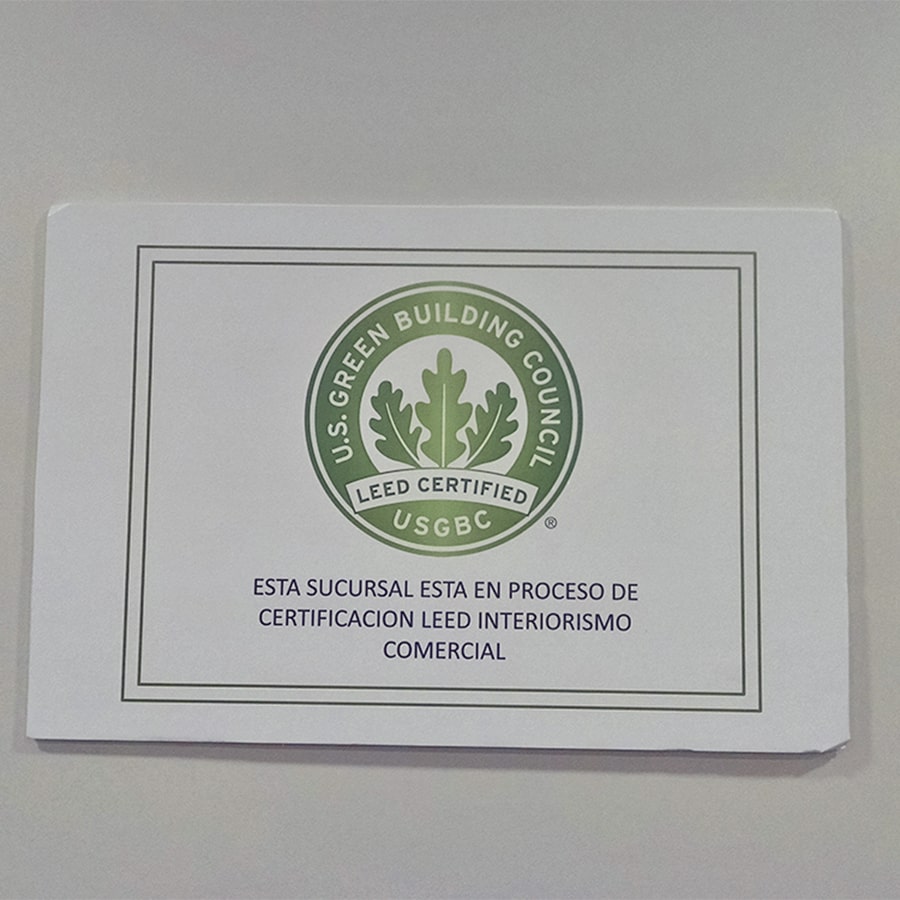 U.S. GREEN BUILDING COUNCIL
LEED CERTIFIED
USGBC
®
ESTA SUCURSAL ESTA EN PROCESO DE
CERTIFICACION LEED INTERIORISMO
COMERCIAL